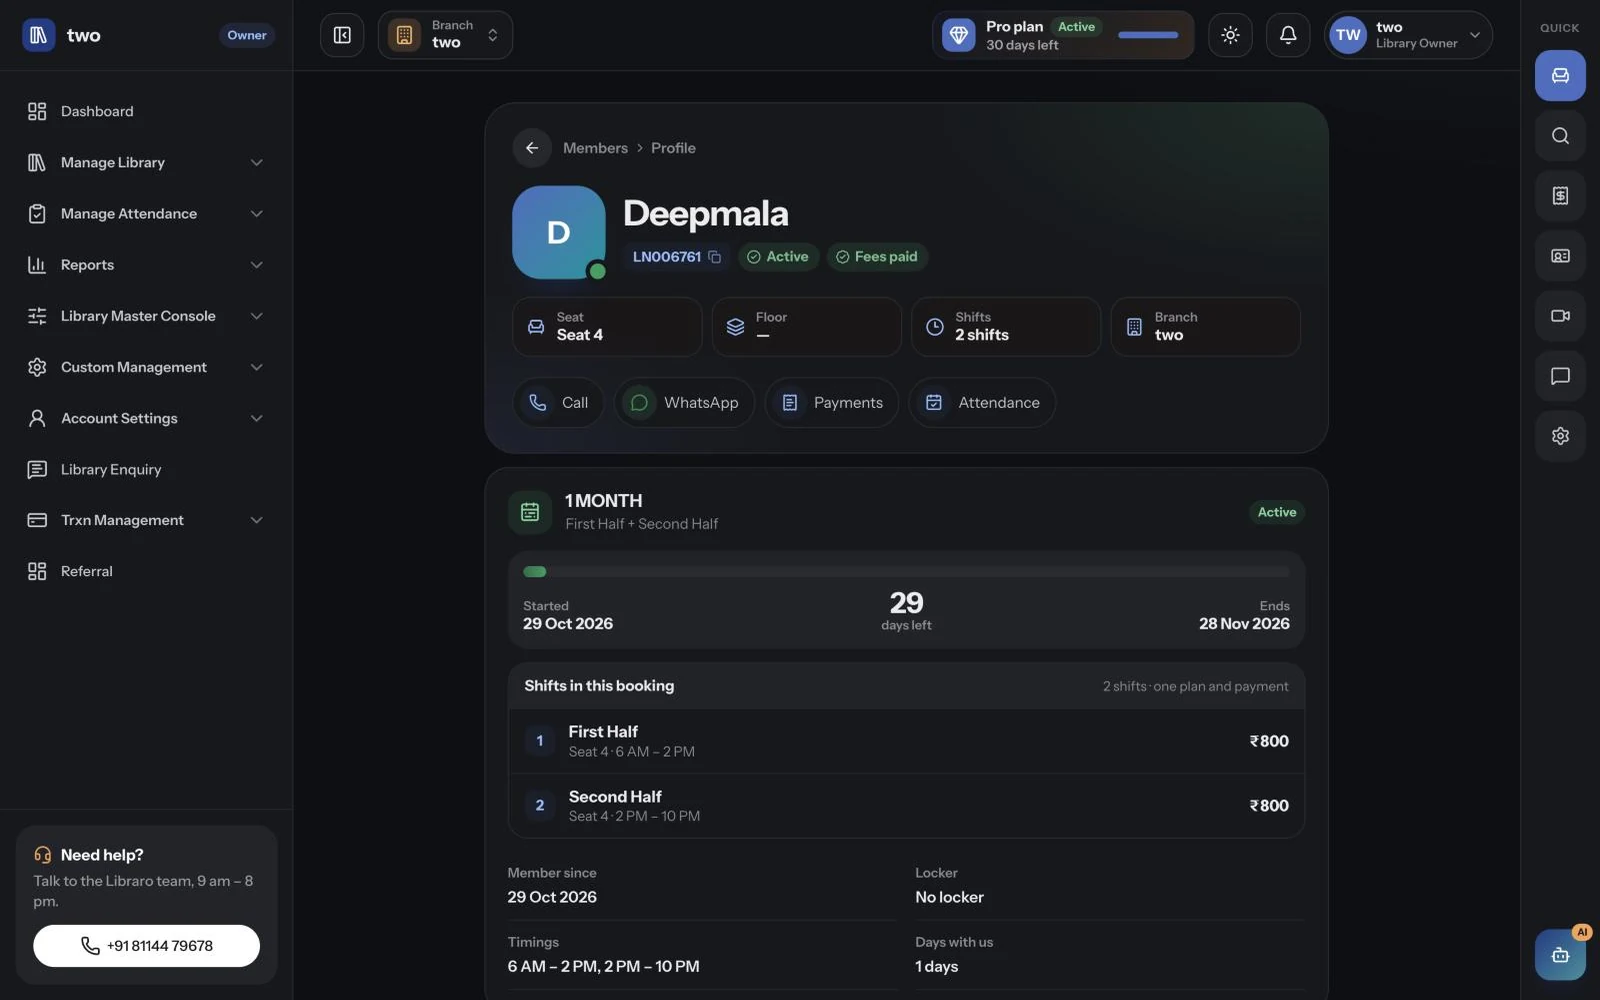 two
Owner
Branch
two
Pro plan
Active
30 days left
TW
two
Library Owner
QUICK
Dashboard
Manage Library
Manage Attendance
Reports
Library Master Console
Custom Management
Account Settings
Library Enquiry
Trxn Management
Referral
Need help?
Talk to the Libraro team, 9 am – 8
pm.
+91 81144 79678
Members > Profile
D
Deepmala
LN006761
Active
Fees paid
Seat
Seat 4
Floor
—
Shifts
2 shifts
Branch
two
Call
WhatsApp
Payments
Attendance
1 MONTH
First Half + Second Half
Active
Started
29 Oct 2026
29
days left
Ends
28 Nov 2026
Shifts in this booking
2 shifts · one plan and payment
1
First Half
Seat 4 · 6 AM – 2 PM
₹800
2
Second Half
Seat 4 · 2 PM – 10 PM
₹800
Member since
29 Oct 2026
Locker
No locker
Timings
6 AM – 2 PM, 2 PM – 10 PM
Days with us
1 days
AI